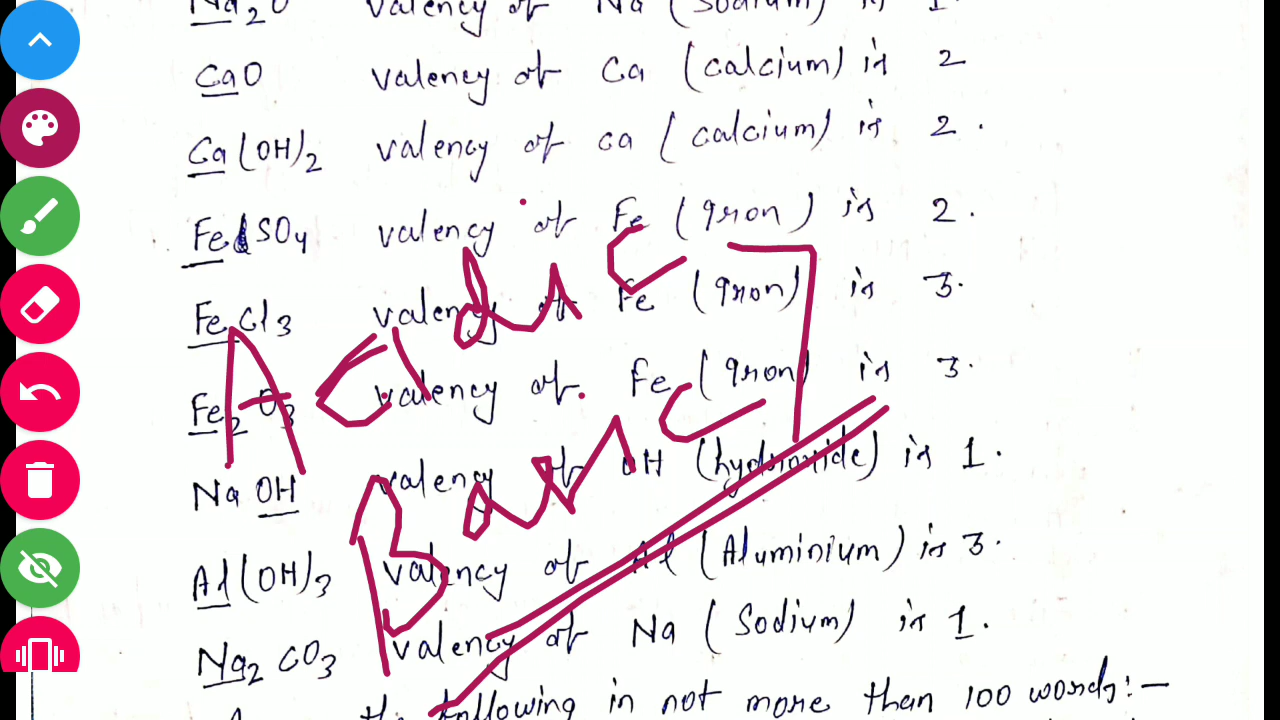 Na2O valency of Na (Sodium) is 1.
CaO valency of Ca (calcium) is 2
Ca(OH)2 valency of ca (calcium) is 2.
FeSO4 valency of Fe (Iron) is 2.
FeCl3 valency of Fe (Iron) is 3.
Fe2O3 valency of Fe (Iron) is 3.
NaOH valency of OH (hydroxide) is 1.
Al(OH)3 valency of Al (Aluminium) is 3.
Na2CO3 valency of Na (Sodium) is 1.
the following in not more than 100 words:-
Acidic
Basic